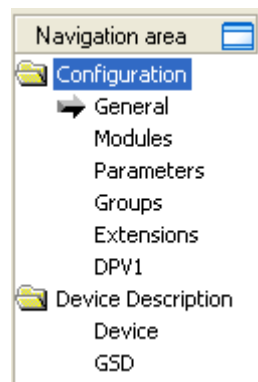 Navigation area
Configuration
General
Modules
Parameters
Groups
Extensions
DPV1
Device Description
Device
GSD